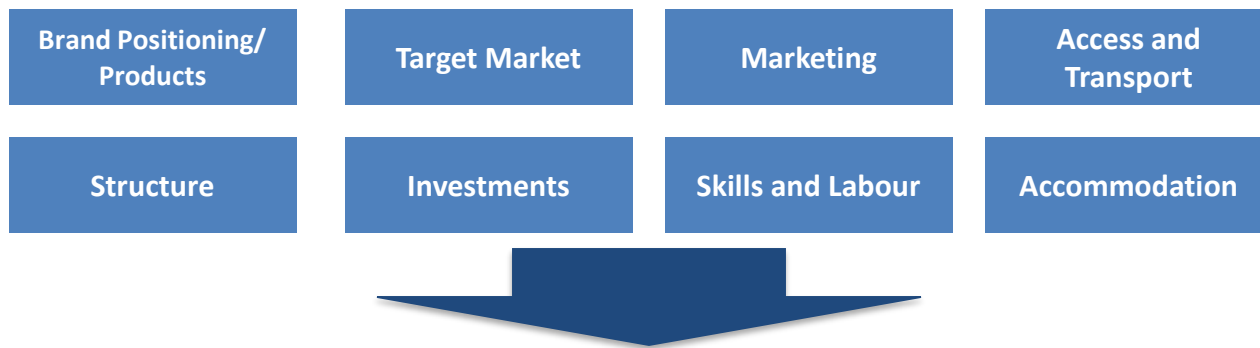 Brand Positioning/
Products
Target Market
Marketing
Access and
Transport
Structure
Investments
Skills and Labour
Accommodation